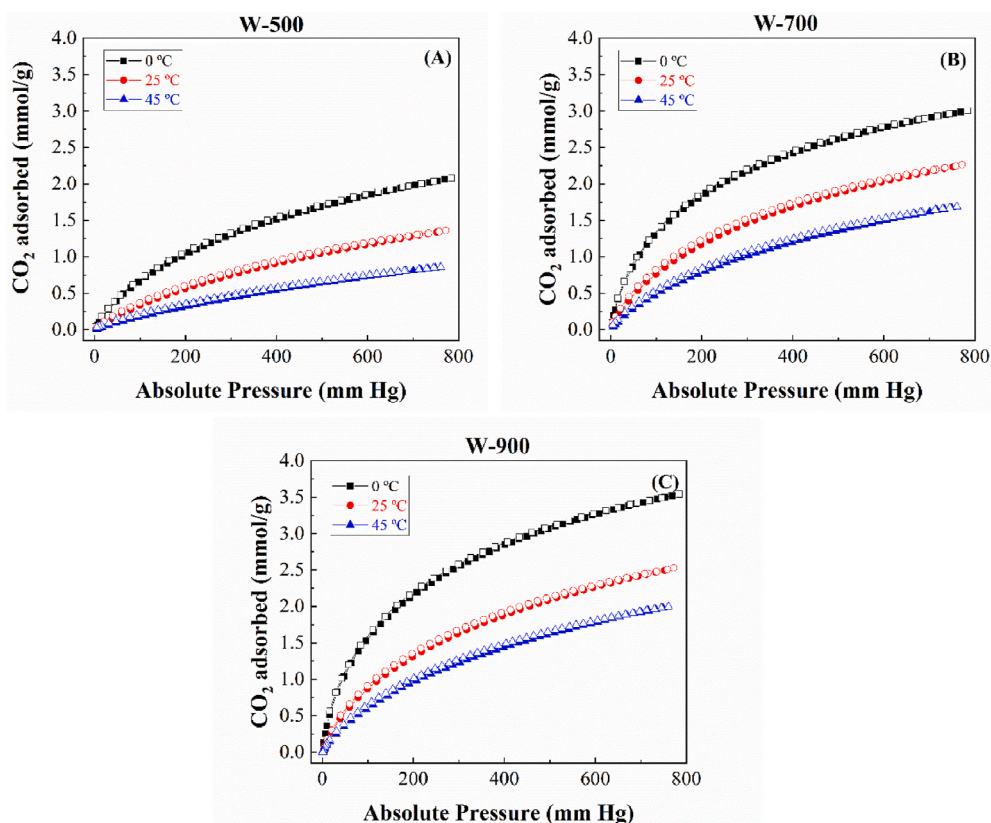 W-500
4.0
3.5
3.0
2.5
2.0
1.5
1.0
0.5
0.0
0 ºC
25 ºC
45 ºC
(A)
CO2 adsorbed (mmol/g)
0 200 400 600 800
Absolute Pressure (mm Hg)
W-700
4.0
3.5
3.0
2.5
2.0
1.5
1.0
0.5
0.0
0 ºC
25 ºC
45 ºC
(B)
CO2 adsorbed (mmol/g)
0 200 400 600 800
Absolute Pressure (mm Hg)
W-900
4.0
3.5
3.0
2.5
2.0
1.5
1.0
0.5
0.0
0 ºC
25 ºC
45 ºC
(C)
CO2 adsorbed (mmol/g)
0 200 400 600 800
Absolute Pressure (mm Hg)